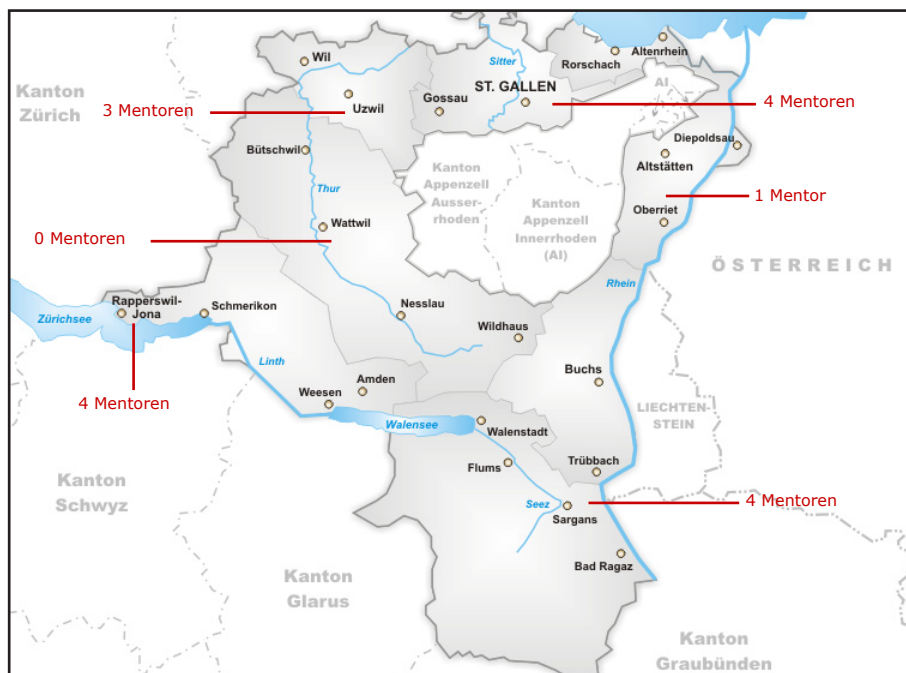 Wil
Altenrhein
Sitter
Rorschach
Kanton
Zürich
ST. GALLEN
AI
Gossau
Uzwil
3 Mentoren
4 Mentoren
Diepoldsau
Bütschwil
Altstätten
Kanton
Appenzell
Ausser-
rhoden
Thur
1 Mentor
Kanton
Appenzell
Innerrhoden
(AI)
Oberriet
Wattwil
0 Mentoren
ÖSTERREICH
Rhein
Rapperswil-
Jona
Schmerikon
Nesslau
Zürichsee
Wildhaus
Linth
Buchs
Amden
Weesen
4 Mentoren
LIECHTEN-
STEIN
Walensee
Walenstadt
Flums
Trübbach
Kanton
Schwyz
Seez
Sargans
4 Mentoren
Bad Ragaz
Kanton
Glarus
Kanton
Graubünden